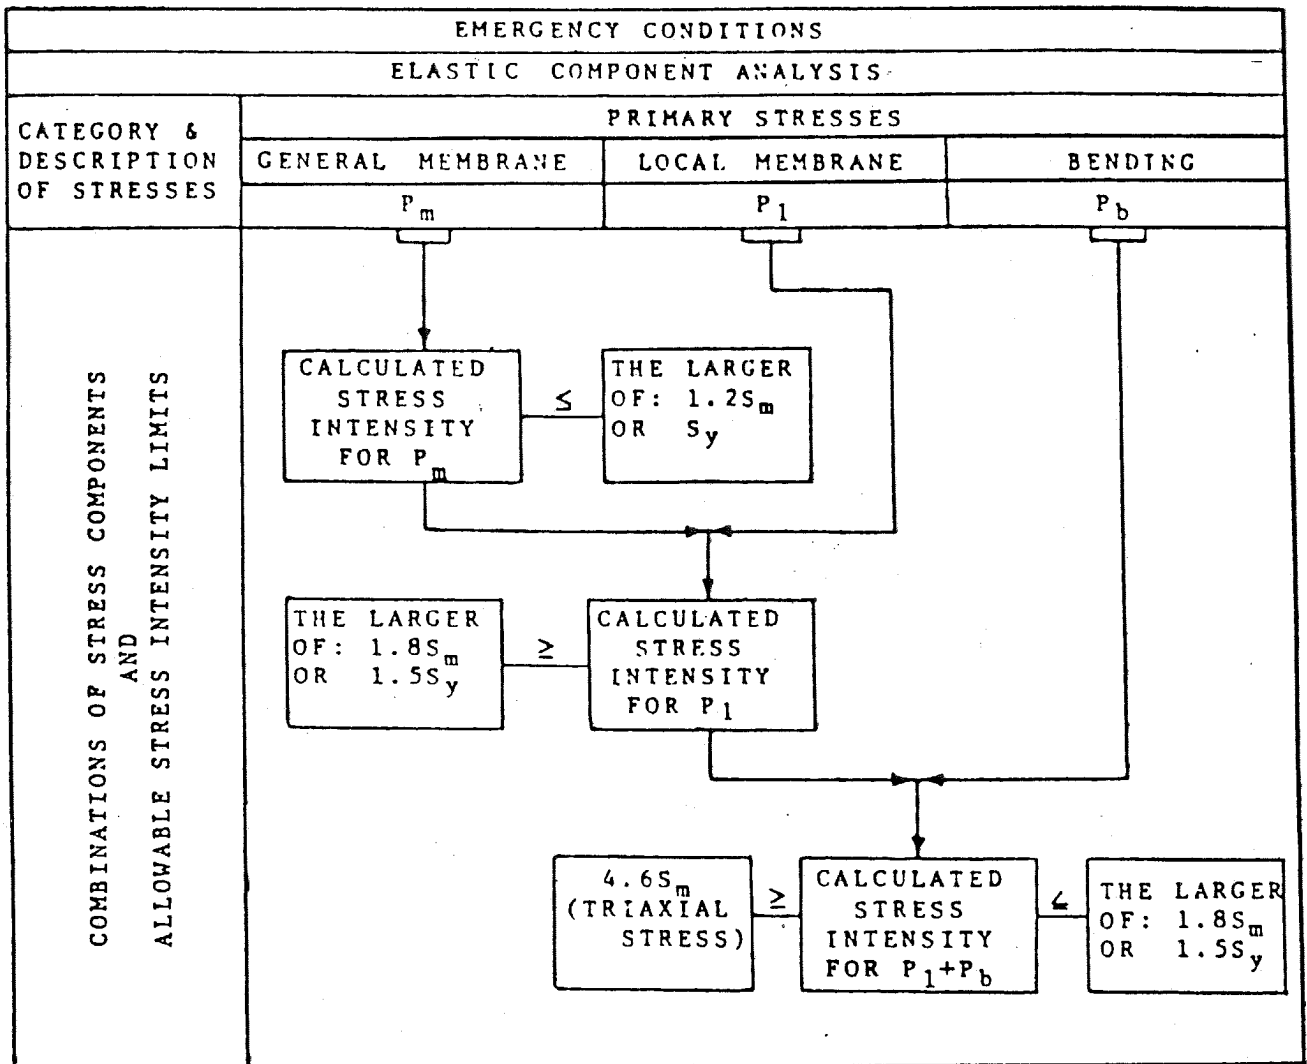 EMERGENCY CONDITIONS
ELASTIC COMPONENT ANALYSIS
CATEGORY &
DESCRIPTION
OF STRESSES
PRIMARY STRESSES
GENERAL MEMBRANE
LOCAL MEMBRANE
BENDING
Pm
Pl
Pb
COMBINATIONS OF STRESS COMPONENTS
AND
ALLOWABLE STRESS INTENSITY LIMITS
CALCULATED
STRESS
INTENSITY
FOR Pm
≤
THE LARGER
OF: 1.2Sm
OR Sy
THE LARGER
OF: 1.8Sm
OR 1.5Sy
≥
CALCULATED
STRESS
INTENSITY
FOR Pl
4.6Sm
(TRIAXIAL
STRESS)
≥
CALCULATED
STRESS
INTENSITY
FOR Pl+Pb
≤
THE LARGER
OF: 1.8Sm
OR 1.5Sy